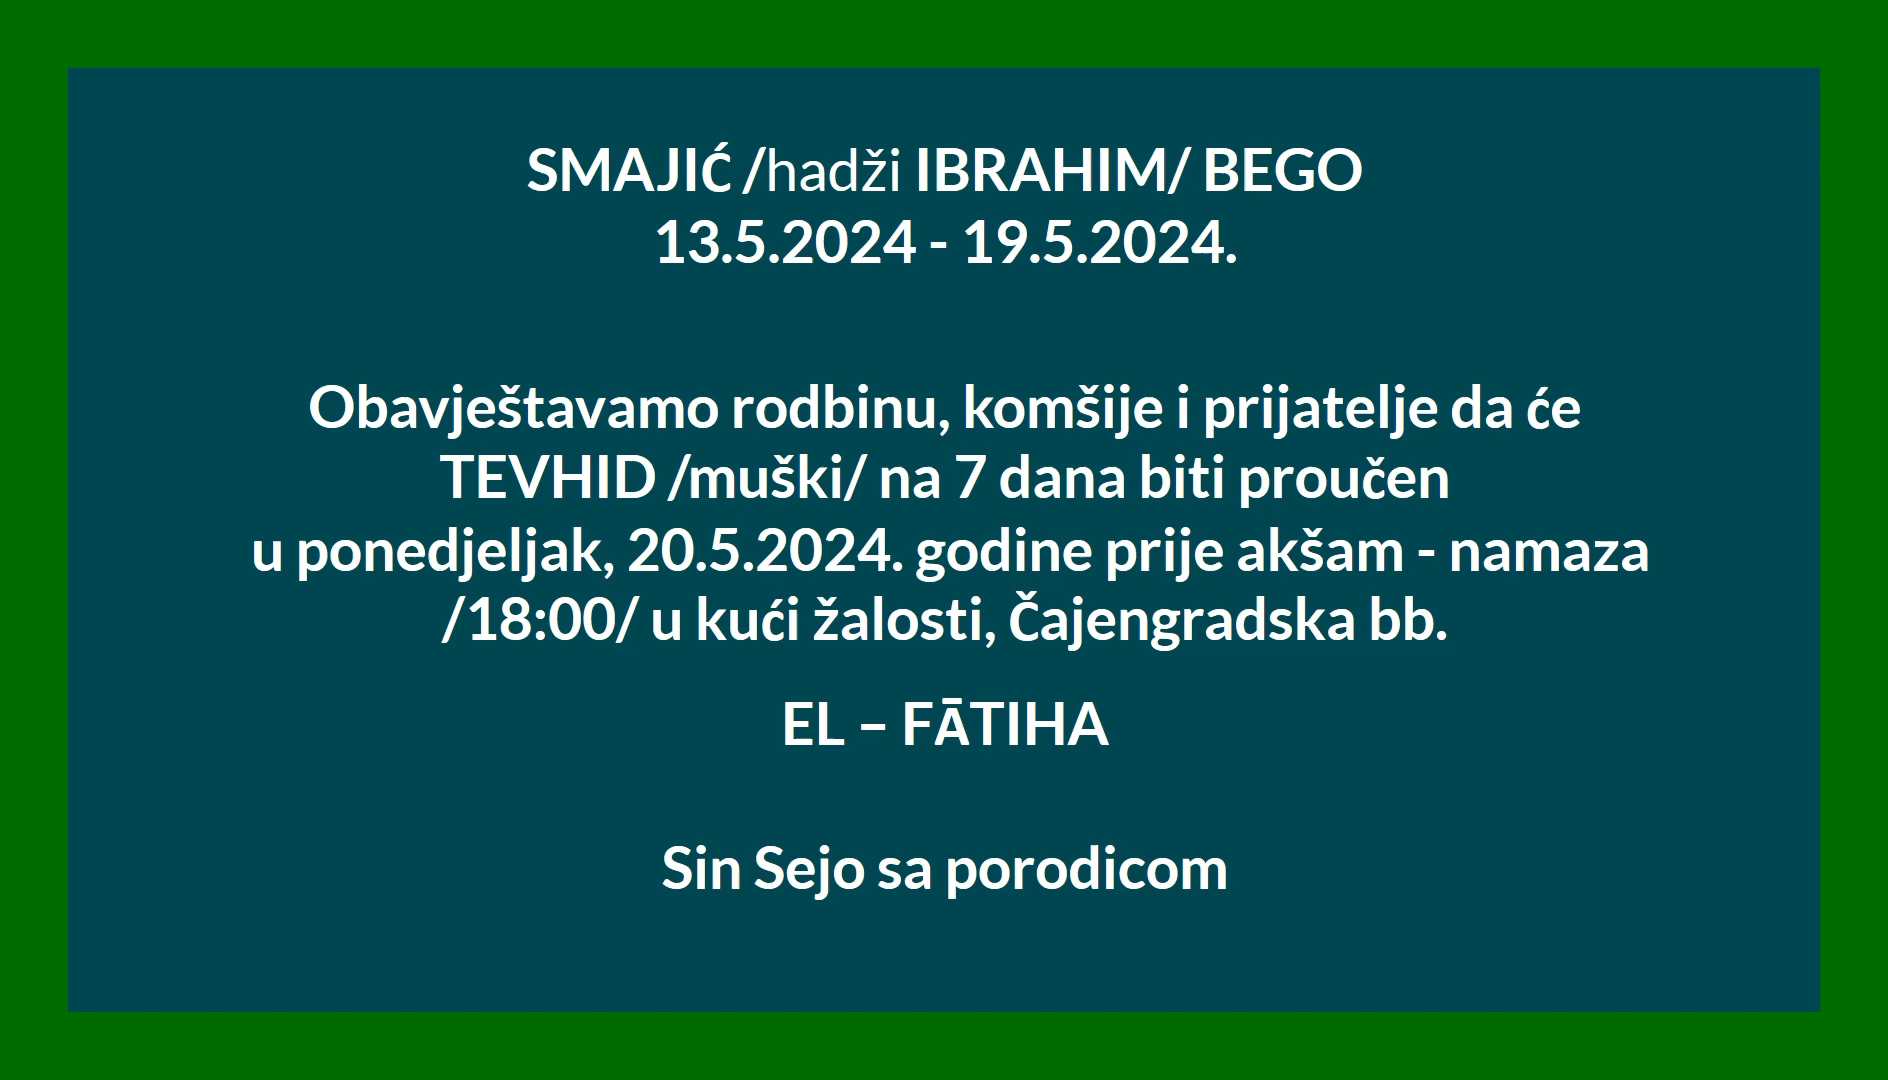 SMAJIĆ /hadži IBRAHIM/ BEGO
13.5.2024 - 19.5.2024.
Obavještavamo rodbinu, komšije i prijatelje da će
TEVHID /muški/ na 7 dana biti proučen
u ponedjeljak, 20.5.2024. godine prije akšam - namaza
/18:00/ u kući žalosti, Čajengradska bb.
EL – FĀTIHA
Sin Sejo sa porodicom